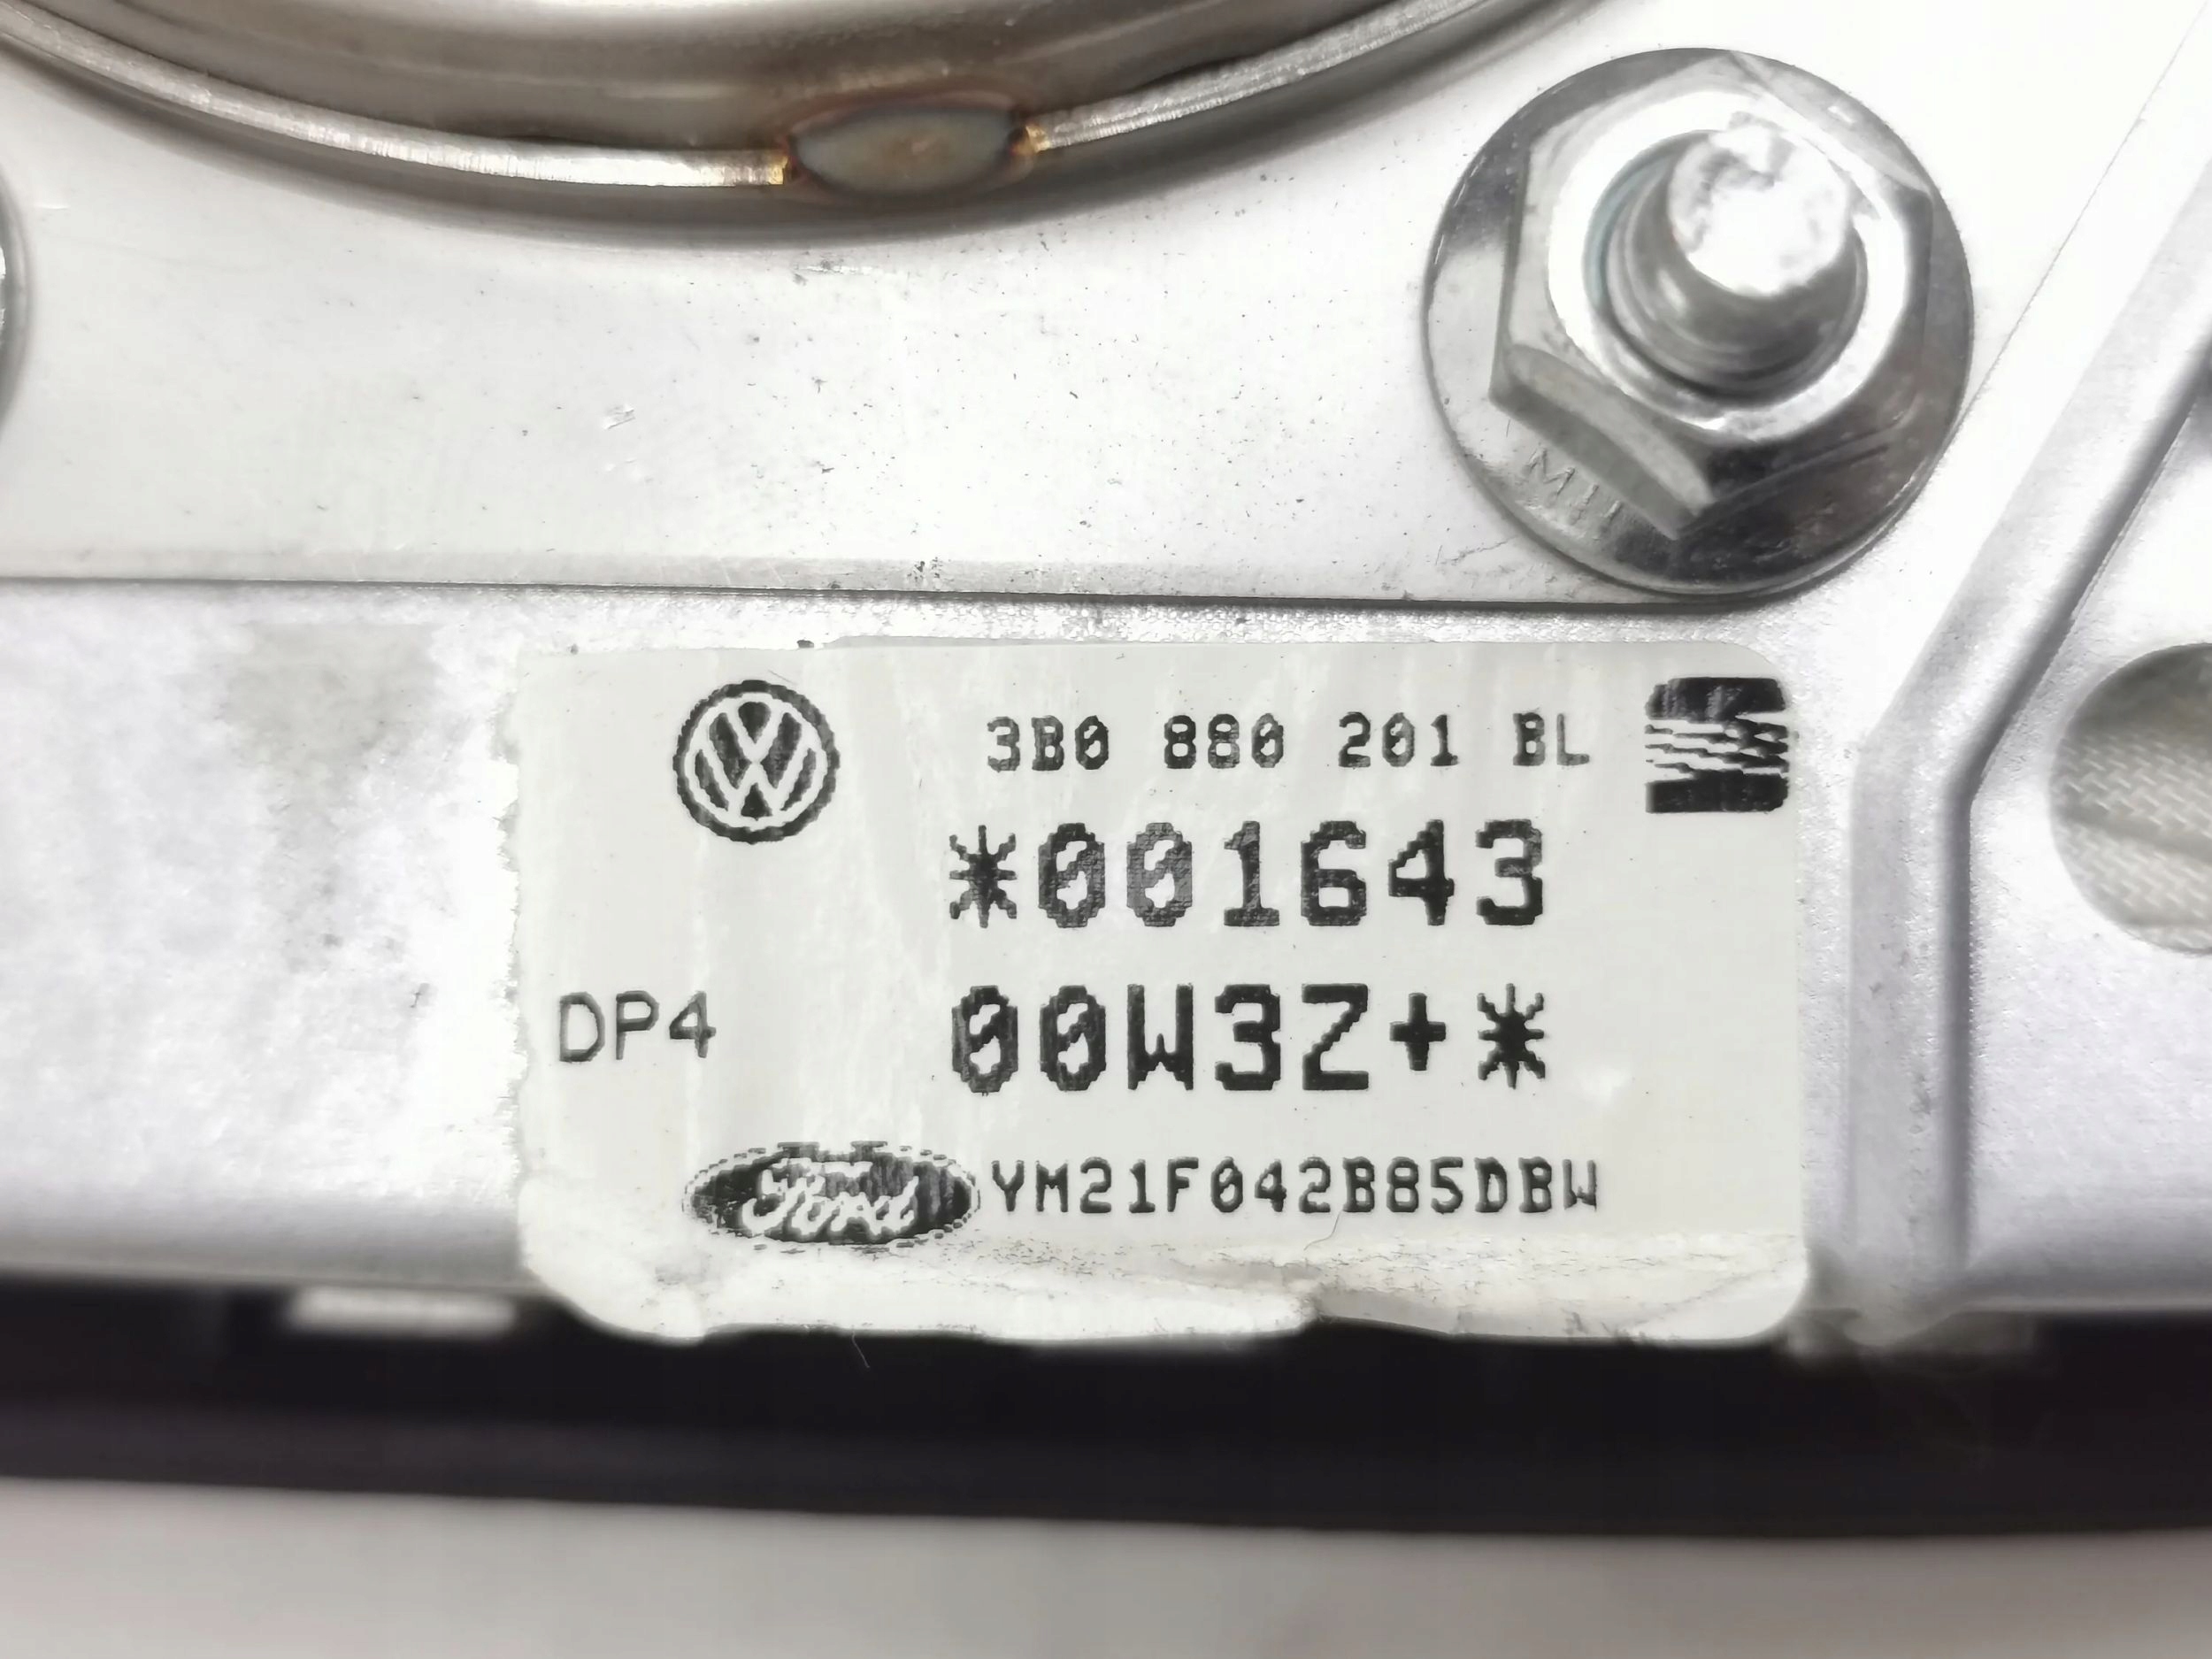 3B0 880 201 BL
*001643
DP4 00W3Z+*
Ford YM21F042B85DBW